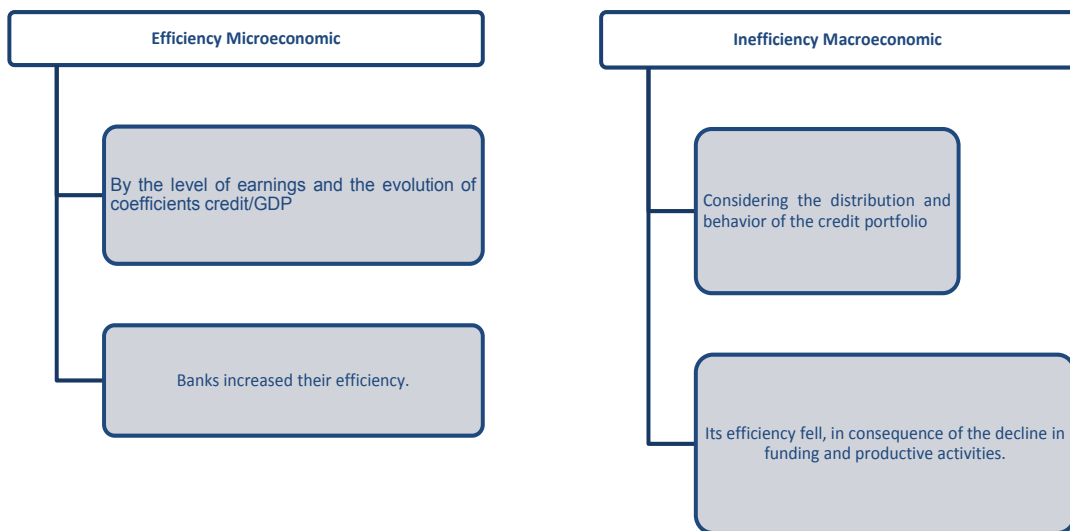 Efficiency Microeconomic
By the level of earnings and the evolution of
coefficients credit/GDP
Banks increased their efficiency.
Inefficiency Macroeconomic
Considering the distribution and
behavior of the credit portfolio
Its efficiency fell, in consequence of the decline in
funding and productive activities.